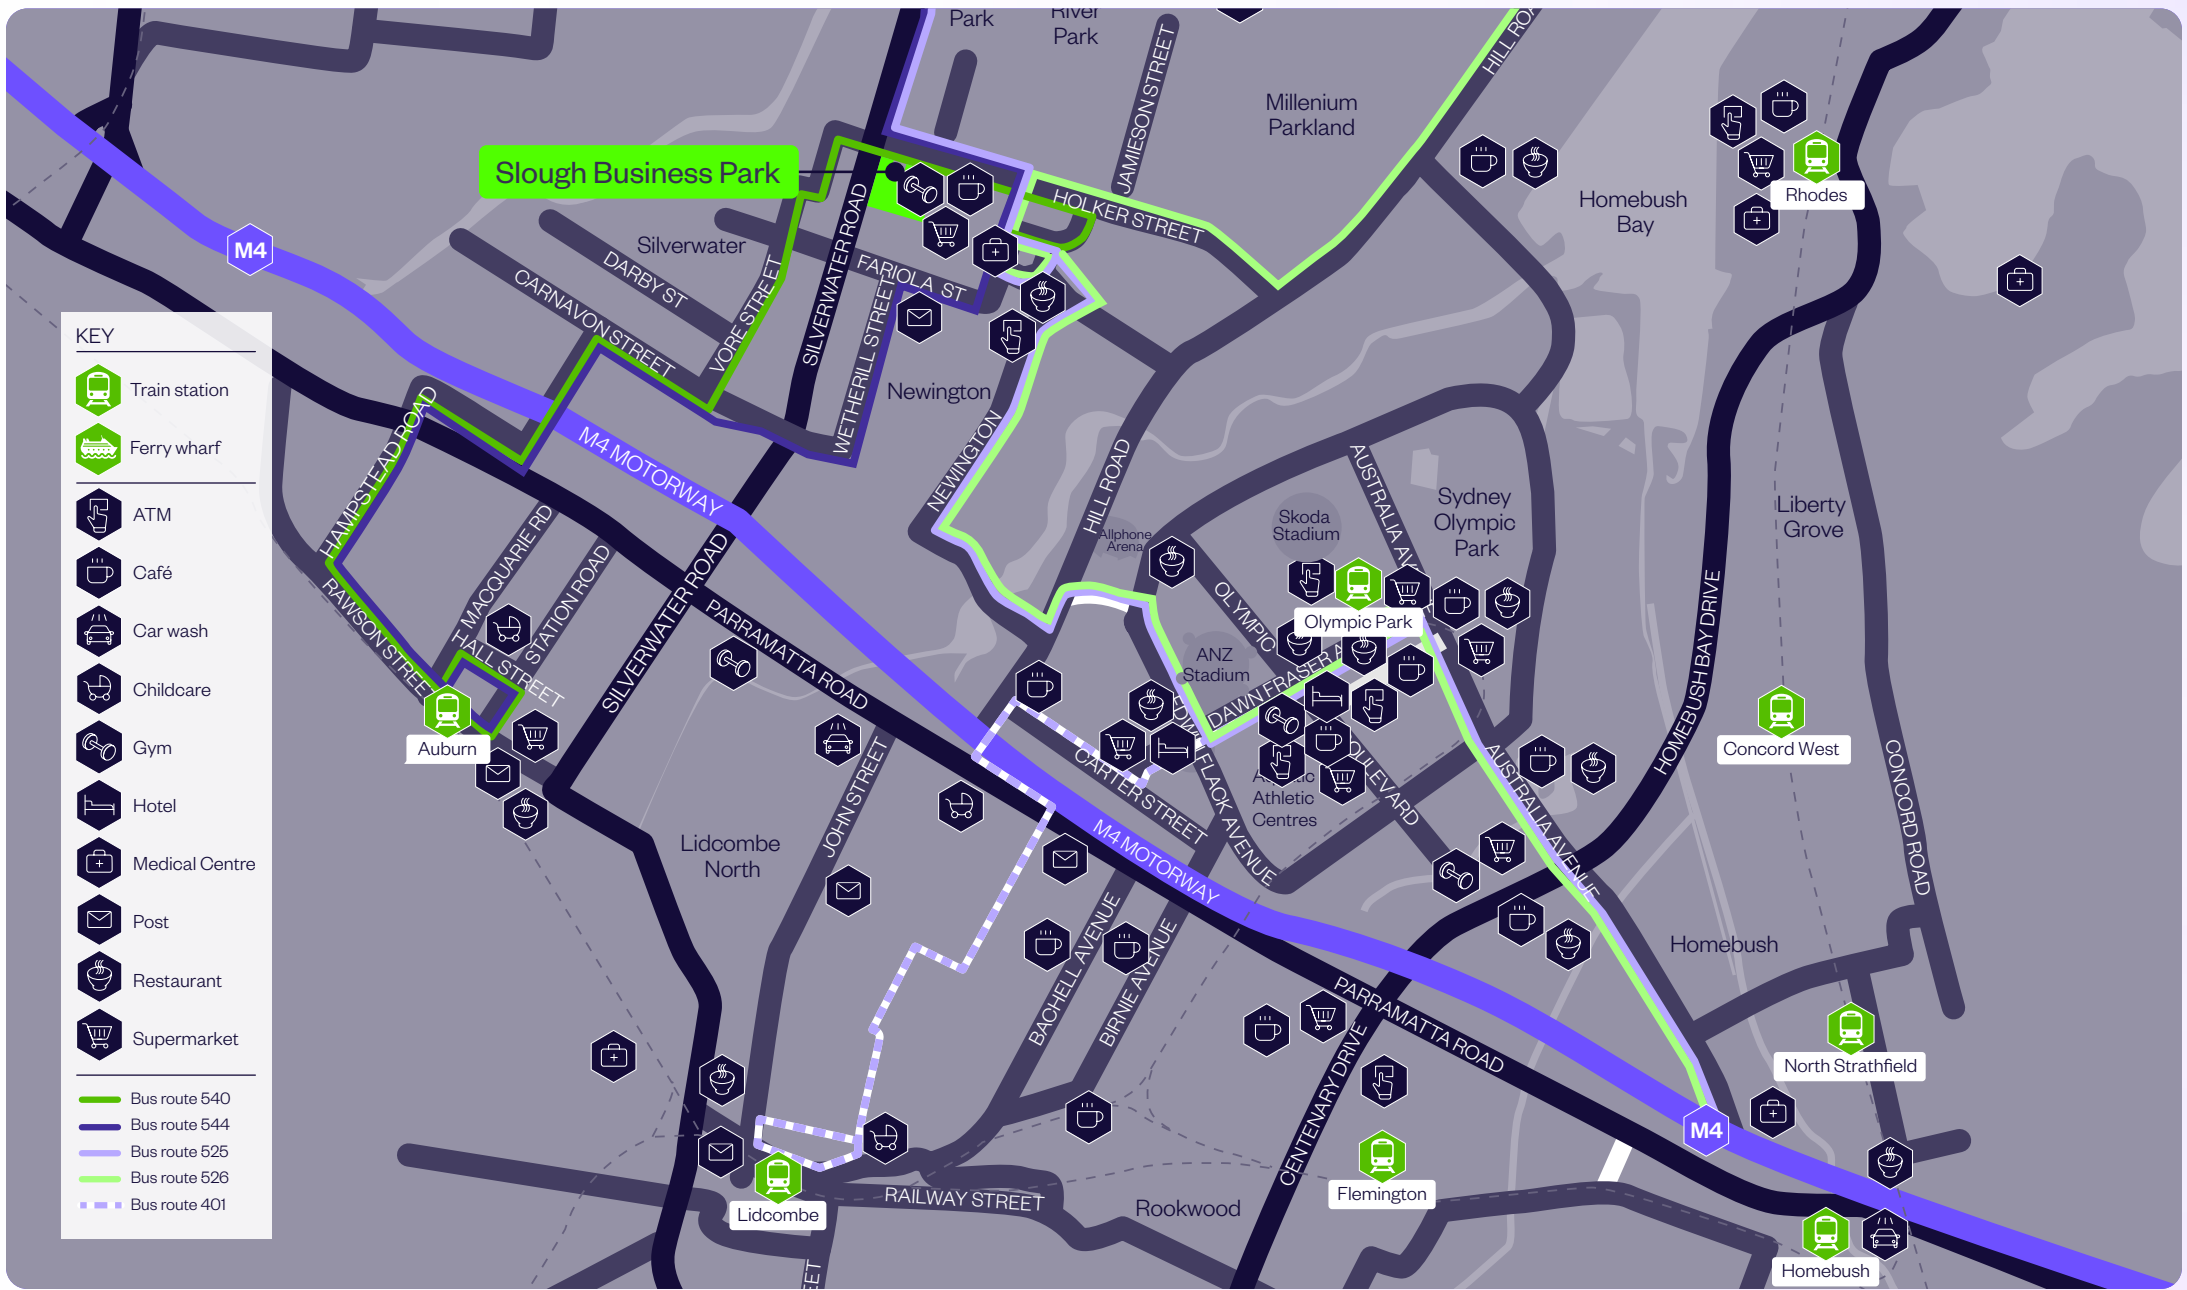 Park
River
Park
HILL ROA
JAMIESON STREET
Millenium
Parkland
Slough Business Park
HOLKER STREET
Homebush
Bay
Rhodes
Silverwater
M4
DARBY ST
CARNAVON STREET
VORE STREET
SILVERWATER ROAD
FARIOLA ST
WETHERILL STREET
Newington
NEWINGTON
HILL ROAD
KEY
Train station
Ferry wharf
ATM
Café
Car wash
Childcare
Gym
Hotel
Medical Centre
Post
Restaurant
Supermarket
Bus route 540
Bus route 544
Bus route 525
Bus route 526
Bus route 401
HAMPSTEAD ROAD
M4 MOTORWAY
MACQUARIE RD
STATION ROAD
HALL STREET
RAWSON STREE
Auburn
SILVERWATER ROAD
PARRAMATTA ROAD
AUSTRALIA AV
Sydney
Olympic
Park
Skoda
Stadium
Allphone
Arena
OLYMPIC
Olympic Park
ANZ
Stadium
DAWN FRASER A
EDWI
FLACK AVENUE
OULEVARD
Athletic
Centres
CARTER STREET
AUSTRALIA AVENUE
HOMEBUSH BAY DRIVE
Liberty
Grove
Concord West
CONCORD ROAD
Lidcombe
North
JOHN STREET
M4 MOTORWAY
BACHELL AVENUE
BIRNIE AVENUE
Homebush
PARRAMATTA ROAD
CENTENARY DRIVE
North Strathfield
M4
Flemington
Rookwood
RAILWAY STREET
Lidcombe
EET
Homebush